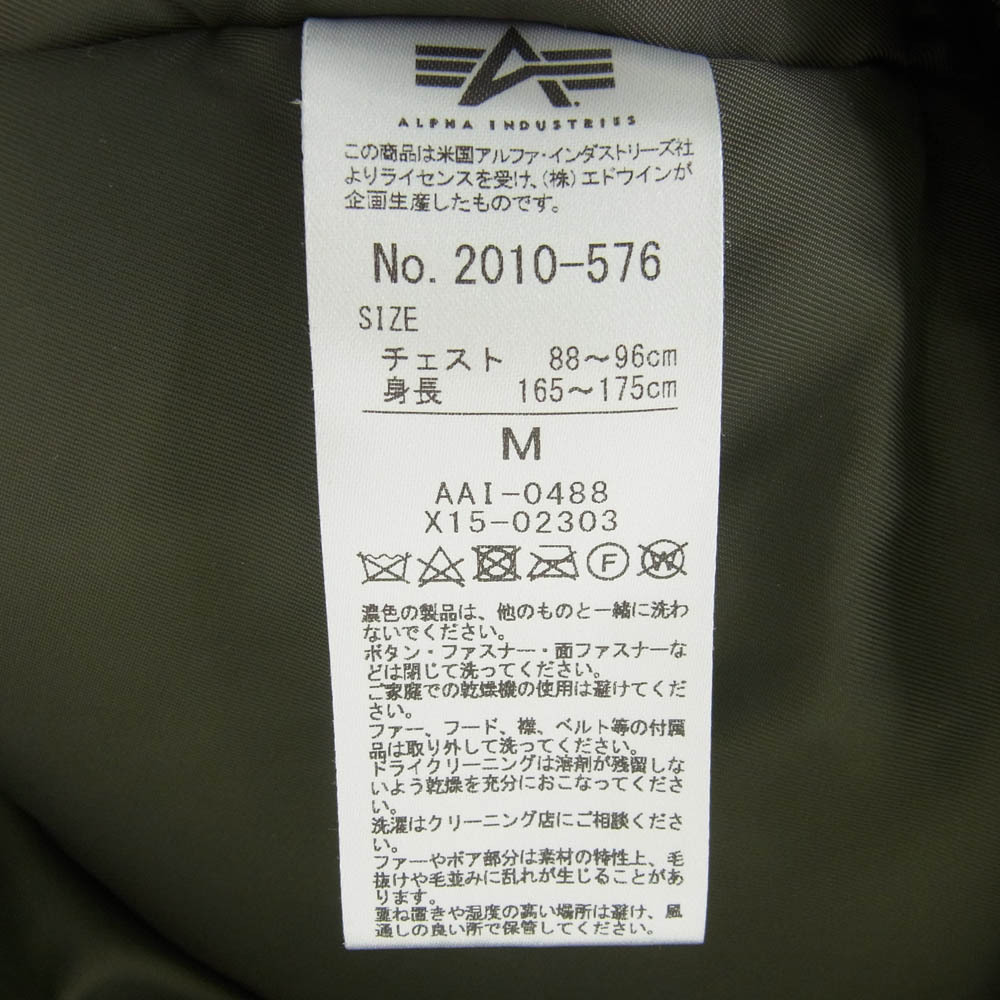 ALPHA INDUSTRIES
この商品は米国アルファ・インダストリーズ社
よりライセンスを受け、(株)エドウインが
企画生産したものです。
No. 2010-576
SIZE
チェスト 88~96cm
身長 165~175cm
M
AAI-0488
X15-02303
F W
濃色の製品は、他のものと一緒に洗わ
ないでください。
ボタン・ファスナー・面ファスナーな
どは閉じて洗ってください。
ご家庭での乾燥機の使用は避けてくだ
さい。
ファー、フード、襟、ベルト等の付属
品は取り外して洗ってください。
ドライクリーニングは溶剤が残留しな
いよう乾燥を充分におこなってくださ
い。
洗濯はクリーニング店にご相談くださ
い。
ファーやボア部分は素材の特性上、毛
抜けや毛並みに乱れが生じることがあ
ります。
重ね置きや湿度の高い場所は避け、風
通しの良い所で保管してください。